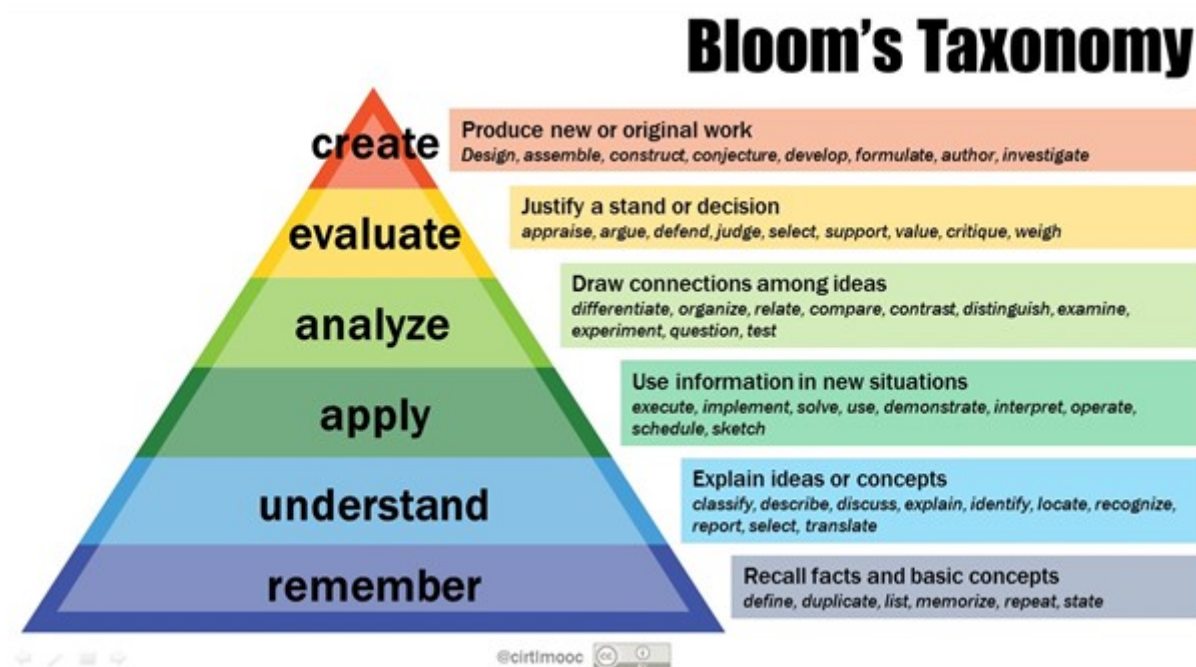 Bloom's Taxonomy
create
Produce new or original work
Design, assemble, construct, conjecture, develop, formulate, author, investigate
evaluate
Justify a stand or decision
appraise, argue, defend, judge, select, support, value, critique, weigh
analyze
Draw connections among ideas
differentiate, organize, relate, compare, contrast, distinguish, examine,
experiment, question, test
apply
Use information in new situations
execute, implement, solve, use, demonstrate, interpret, operate,
schedule, sketch
understand
Explain ideas or concepts
classify, describe, discuss, explain, identify, locate, recognize,
report, select, translate
remember
Recall facts and basic concepts
define, duplicate, list, memorize, repeat, state
@cirtlmooc
cc